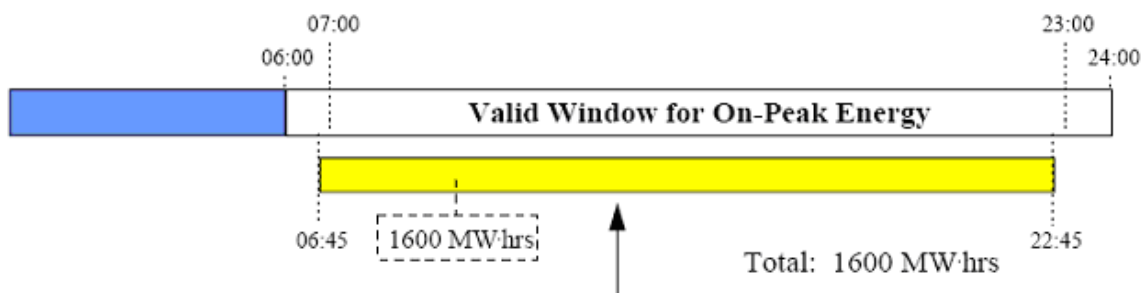 07:00
23:00
06:00
24:00
Valid Window for On-Peak Energy
06:45
1600 MW·hrs
22:45
Total: 1600 MW·hrs